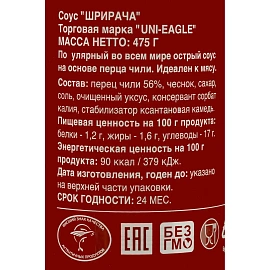 Соус "ШРИРАЧА"
Торговая марка "UNI-EAGLE"
МАССА НЕТТО: 475 Г
По улярный во всем мире острый соус
на основе перца чили. Идеален к мясу.
Состав: перец чили 56%, чеснок, сахар,
соль, очищенный уксус, консервант сорбат
калия, стабилизатор ксантановая камедь.
Пищевая ценность на 100 г продукта:
белки - 1,2 г, жиры - 1,6 г, углеводы - 17 г.
Энергетическая ценность на 100 г
продукта: 90 ккал / 379 кДж.
Дата изготовления, годен до: указано
на верхней части упаковки.
СРОК ГОДНОСТИ: 24 МЕС.
ЕАС
БЕЗ
ГМО